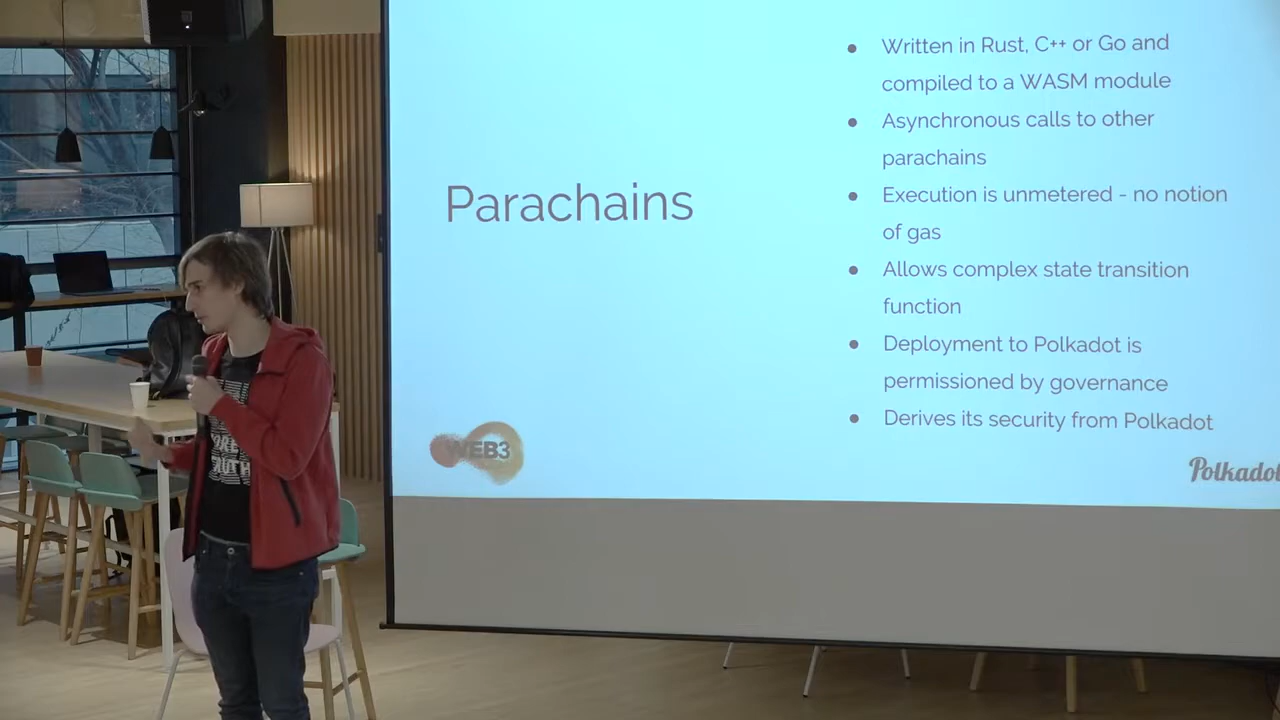 Parachains
Written in Rust, C++ or Go and
compiled to a WASM module
Asynchronous calls to other
parachains
Execution is unmetered - no notion
of gas
Allows complex state transition
function
Deployment to Polkadot is
permissioned by governance
Derives its security from Polkadot
WEB3
Polkadot